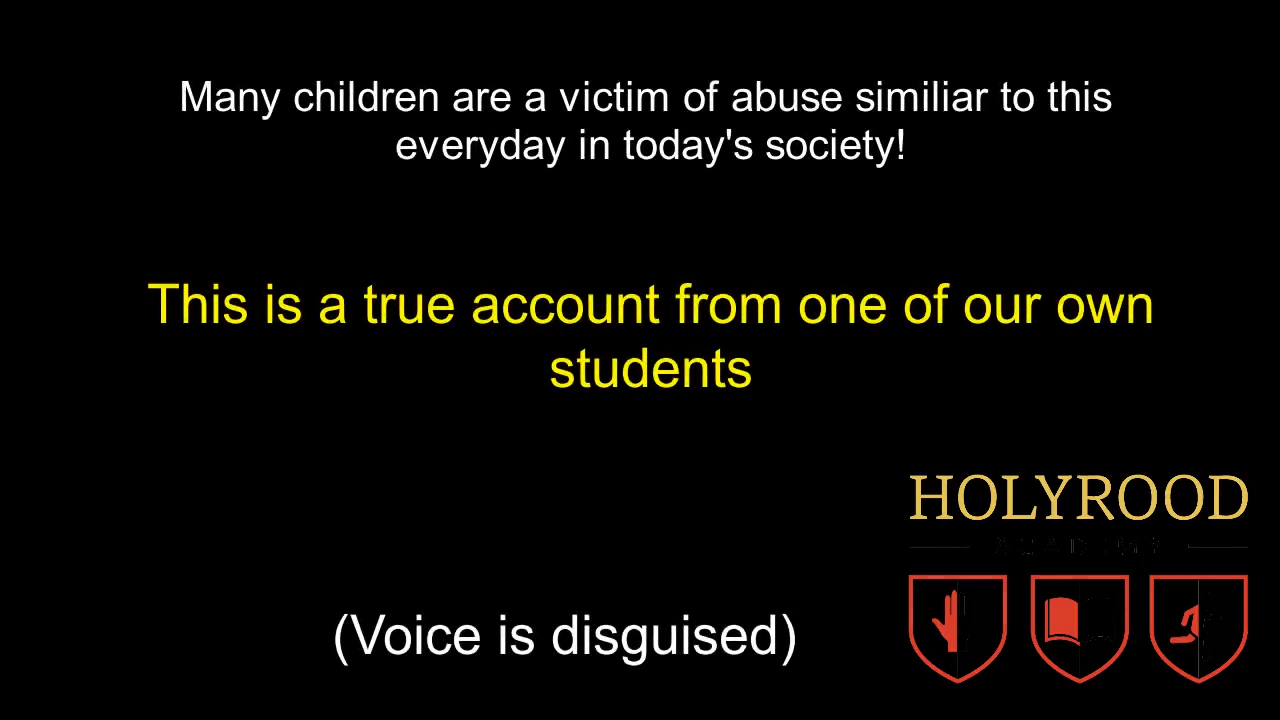 Many children are a victim of abuse similiar to this
everyday in today's society!
This is a true account from one of our own
students
HOLYROOD
ACADEMY
(Voice is disguised)